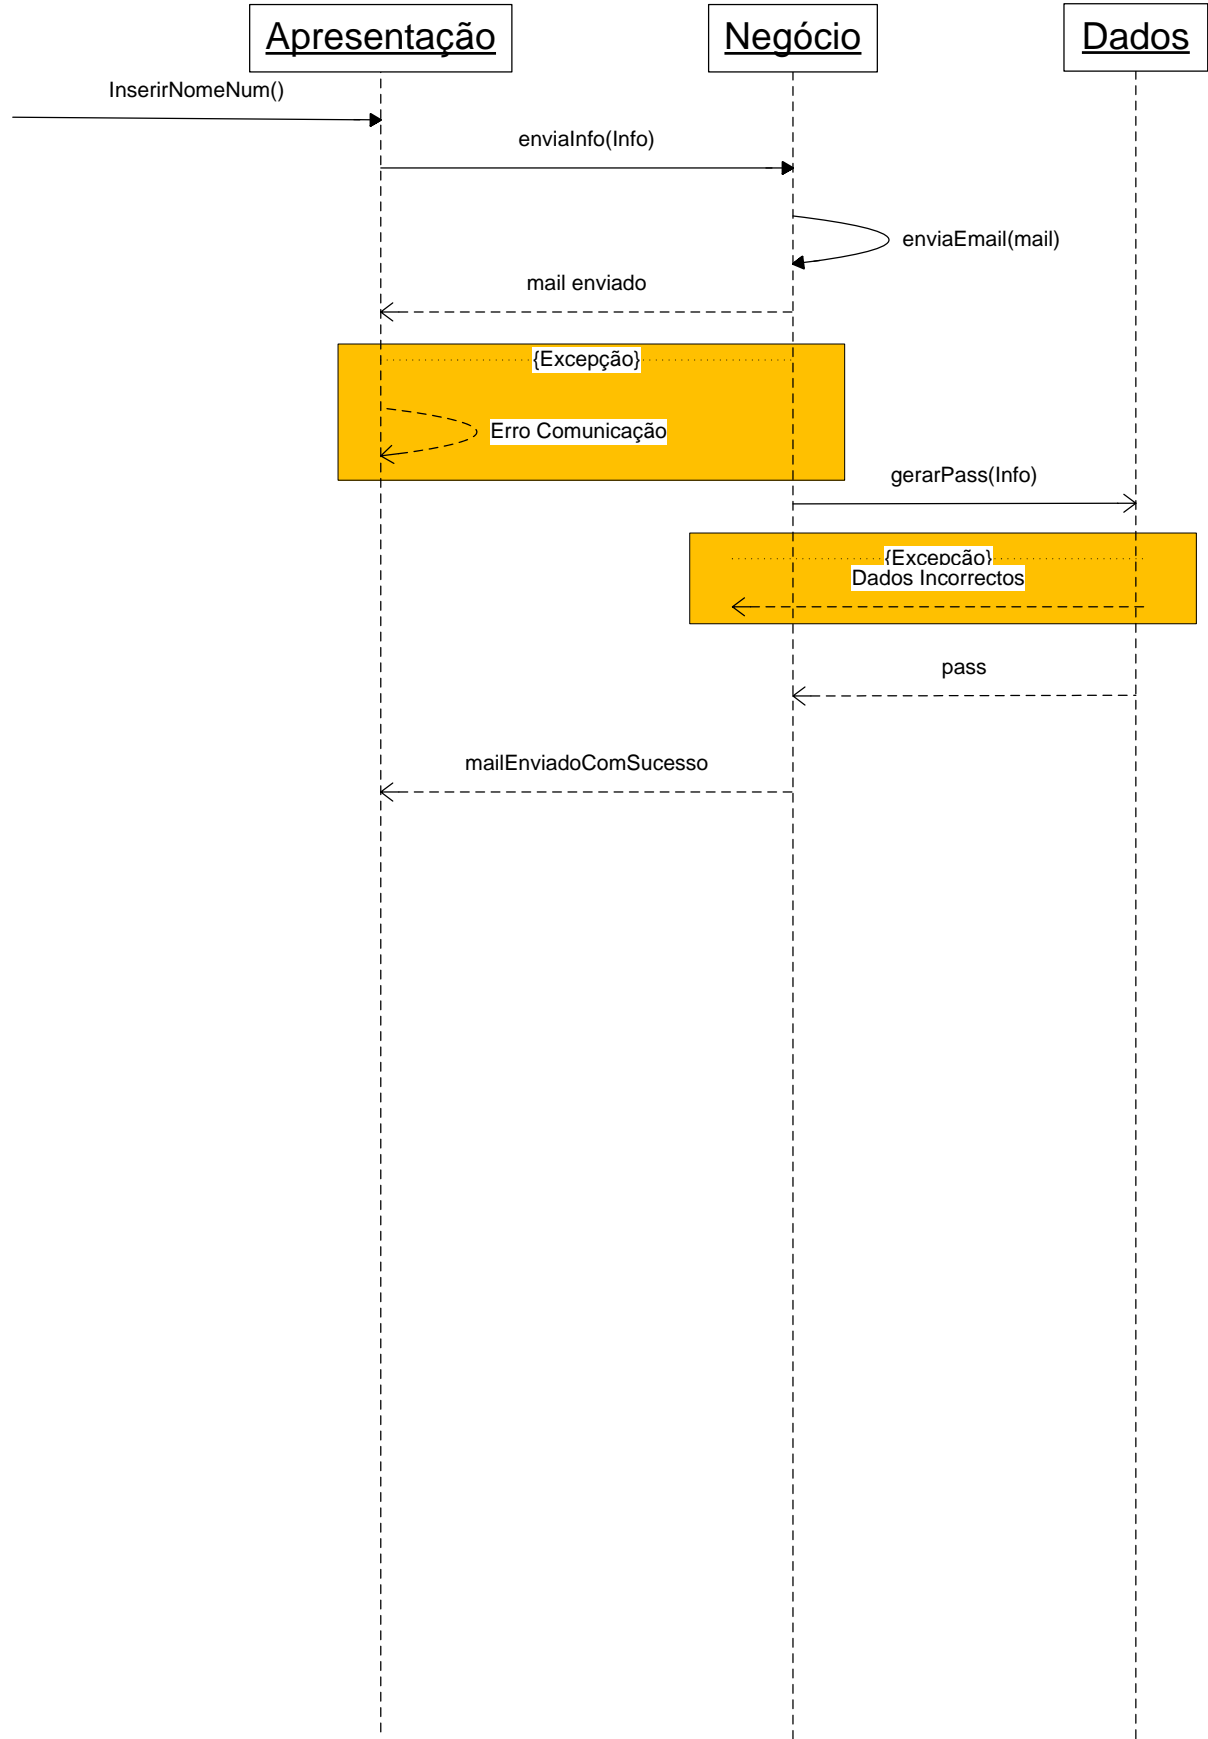 Apresentação
Negócio
Dados
InserirNomeNum()
enviaInfo(Info)
enviaEmail(mail)
mail enviado
{Excepção}
Erro Comunicação
gerarPass(Info)
{Excepção}
Dados Incorrectos
pass
mailEnviadoComSucesso